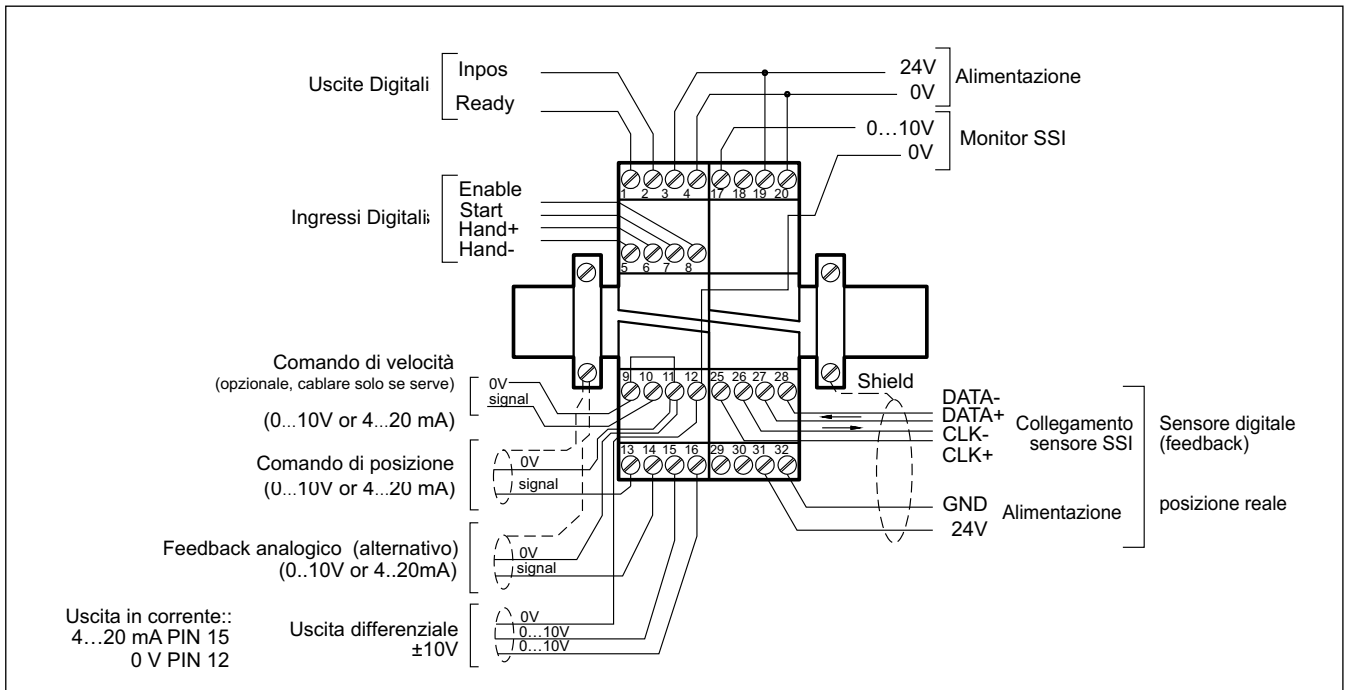 Uscite Digitali
Inpos
Ready
24V
0V
Alimentazione
0...10V
0V
Monitor SSI
1 2 3 4 17 18 19 20
Ingressi Digitali:
Enable
Start
Hand+
Hand-
5 6 7 8
Comando di velocità
(opzionale, cablare solo se serve)
(0...10V or 4...20 mA)
0V
signal
9 10 11 12 25 26 27 28
Shield
DATA-
DATA+
CLK-
CLK+
Collegamento
sensore SSI
Sensore digitale
(feedback)
posizione reale
Comando di posizione
(0...10V or 4...20 mA)
0V
signal
13 14 15 16 29 30 31 32
GND
24V
Alimentazione
Feedback analogico (alternativo)
(0..10V or 4..20mA)
0V
signal
Uscita in corrente::
4...20 mA PIN 15
0 V PIN 12
Uscita differenziale
±10V
0V
0...10V
0...10V